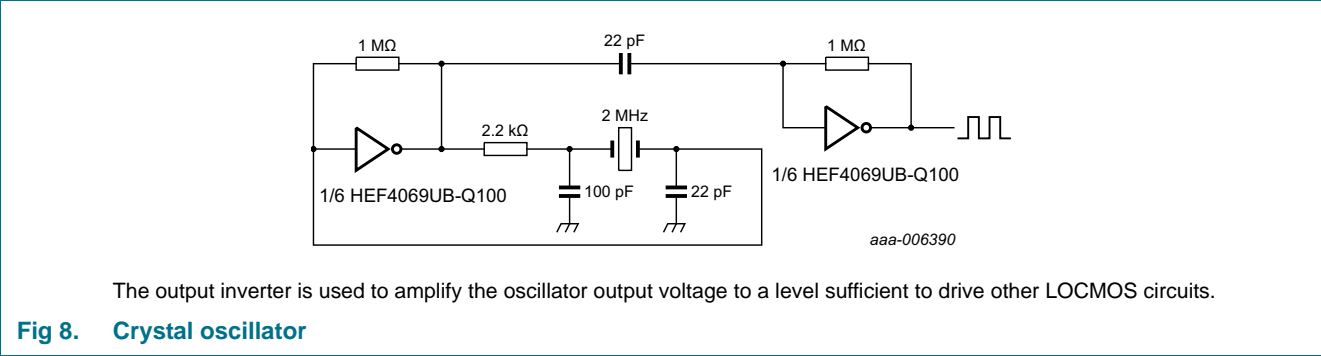 1 MΩ
22 pF
1 MΩ
2.2 kΩ
2 MHz
1/6 HEF4069UB-Q100
100 pF
22 pF
1/6 HEF4069UB-Q100
aaa-006390
The output inverter is used to amplify the oscillator output voltage to a level sufficient to drive other LOCMOS circuits.
Fig 8. Crystal oscillator